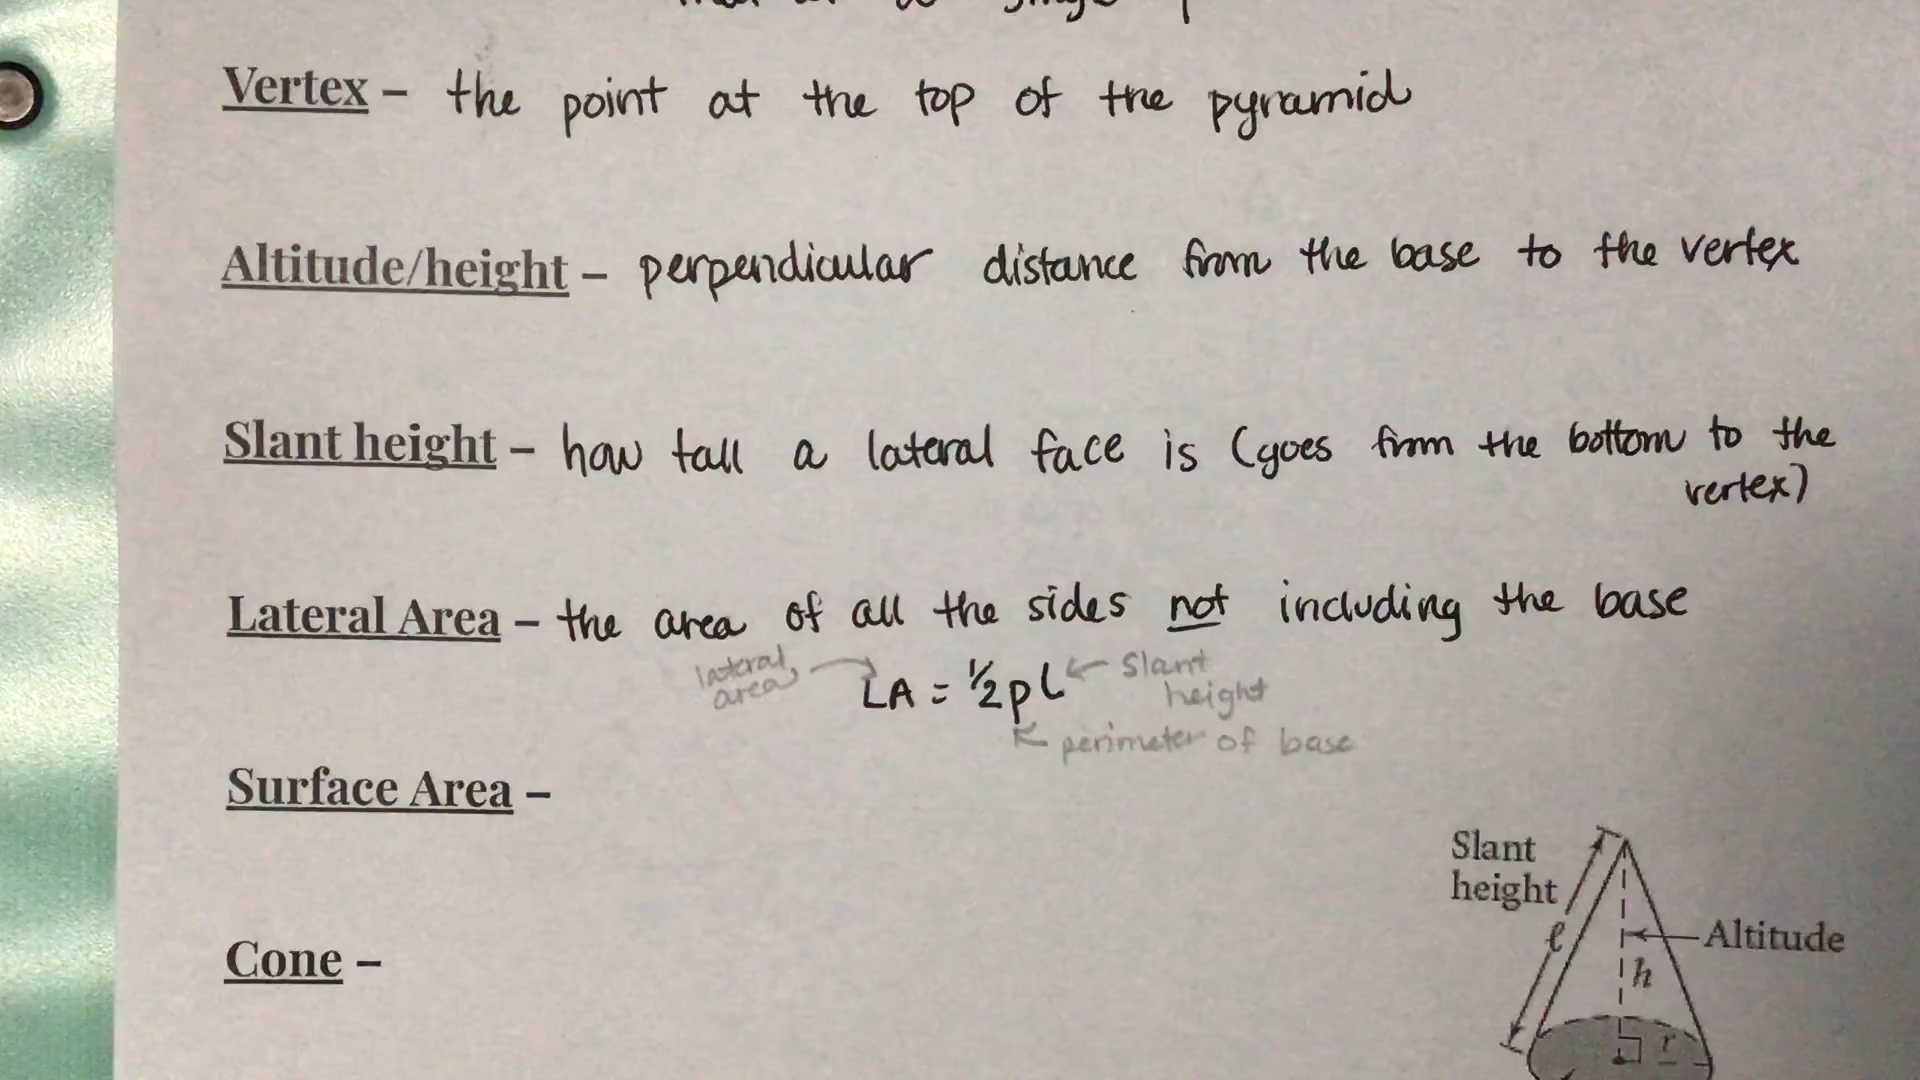 Vertex – the point at the top of the pyramid
Altitude/height – perpendicular distance from the base to the vertex
Slant height – how tall a lateral face is (goes from the bottom to the
vertex)
Lateral Area – the area of all the sides not including the base
lateral area
LA = ½pl
slant height
perimeter of base
Surface Area –
Slant
height
ℓ
Altitude
h
Cone –
r